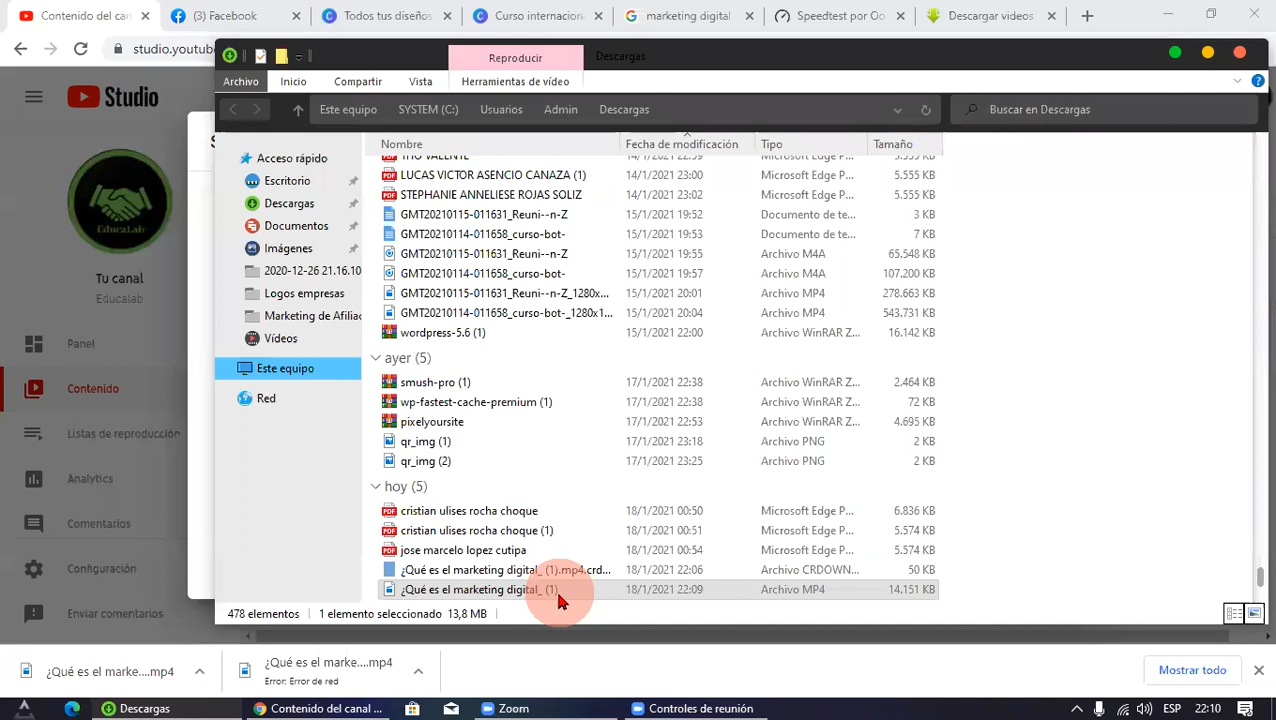 Contenido del can
(3) Facebook
Todos tus diseños
Curso internacion
marketing digital
Speedtest por Oo
Descargar videos
studio.youtube
Reproducir
Descargas
Archivo
Inicio
Compartir
Vista
Herramientas de vídeo
Este equipo
SYSTEM (C:)
Usuarios
Admin
Descargas
Buscar en Descargas
Studio
EducaLab
Tu canal
Educalab
Panel
Contenido
Listas de reproducción
Analytics
Comentarios
Configuración
Enviar comentarios
S
Acceso rápido
Escritorio
Descargas
Documentos
Imágenes
2020-12-26 21.16.10
Logos empresas
Marketing de Afiliac
Vídeos
Este equipo
Red
Nombre Fecha de modificación Tipo Tamaño
VALENTE 14/1/2021 22:59 Microsoft Edge P... 5.555 KB
LUCAS VICTOR ASENCIO CANAZA (1) 14/1/2021 23:00 Microsoft Edge P... 5.555 KB
STEPHANIE ANNELIESE ROJAS SOLIZ 14/1/2021 23:02 Microsoft Edge P... 5.555 KB
GMT20210115-011631_Reuni--n-Z 15/1/2021 19:52 Documento de te... 3 KB
GMT20210114-011658_curso-bot- 15/1/2021 19:53 Documento de te... 7 KB
GMT20210115-011631_Reuni--n-Z 15/1/2021 19:55 Archivo M4A 65.548 KB
GMT20210114-011658_curso-bot- 15/1/2021 19:57 Archivo M4A 107.200 KB
GMT20210115-011631_Reuni--n-Z_1280x... 15/1/2021 20:01 Archivo MP4 278.663 KB
GMT20210114-011658_curso-bot-_1280x1... 15/1/2021 20:04 Archivo MP4 543.731 KB
wordpress-5.6 (1) 15/1/2021 22:00 Archivo WinRAR Z... 16.142 KB
ayer (5)
smush-pro (1) 17/1/2021 22:38 Archivo WinRAR Z... 2.464 KB
wp-fastest-cache-premium (1) 17/1/2021 22:38 Archivo WinRAR Z... 72 KB
pixelyoursite 17/1/2021 22:53 Archivo WinRAR Z... 4.695 KB
qr_img (1) 17/1/2021 23:18 Archivo PNG 2 KB
qr_img (2) 17/1/2021 23:25 Archivo PNG 2 KB
hoy (5)
cristian ulises rocha choque 18/1/2021 00:50 Microsoft Edge P... 6.836 KB
cristian ulises rocha choque (1) 18/1/2021 00:51 Microsoft Edge P... 5.574 KB
jose marcelo lopez cutipa 18/1/2021 00:54 Microsoft Edge P... 5.574 KB
¿Qué es el marketing digital_ (1).mp4.crd... 18/1/2021 22:06 Archivo CRDOWN... 50 KB
¿Qué es el marketing digital_ (1) 18/1/2021 22:09 Archivo MP4 14.151 KB
478 elementos
1 elemento seleccionado 13,8 MB
¿Qué es el marke....mp4
¿Qué es el marke....mp4
Error: Error de red
Mostrar todo
Descargas
Contenido del canal ...
Zoom
Controles de reunión
ESP
22:10